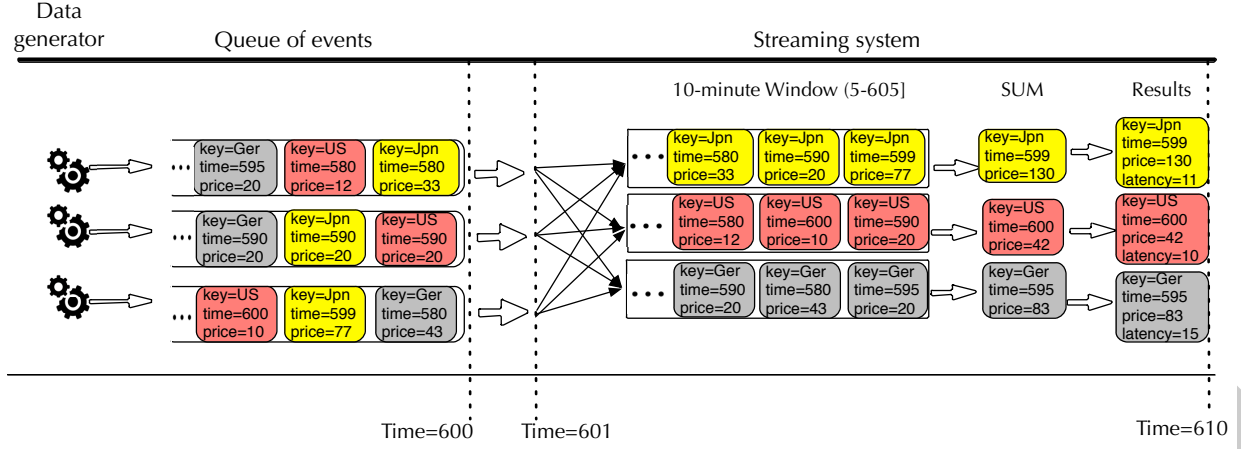 Data
generator
Queue of events
Streaming system
10-minute Window (5-605]
SUM
Results
key=Ger
time=595
price=20
key=US
time=580
price=12
key=Jpn
time=580
price=33
key=Jpn
time=580
price=33
key=Jpn
time=590
price=20
key=Jpn
time=599
price=77
key=Jpn
time=599
price=130
key=Jpn
time=599
price=130
latency=11
key=Ger
time=590
price=20
key=Jpn
time=590
price=20
key=US
time=590
price=20
key=US
time=580
price=12
key=US
time=600
price=10
key=US
time=590
price=20
key=US
time=600
price=42
key=US
time=600
price=42
latency=10
key=US
time=600
price=10
key=Jpn
time=599
price=77
key=Ger
time=580
price=43
key=Ger
time=590
price=20
key=Ger
time=580
price=43
key=Ger
time=595
price=20
key=Ger
time=595
price=83
key=Ger
time=595
price=83
latency=15
Time=600
Time=601
Time=610